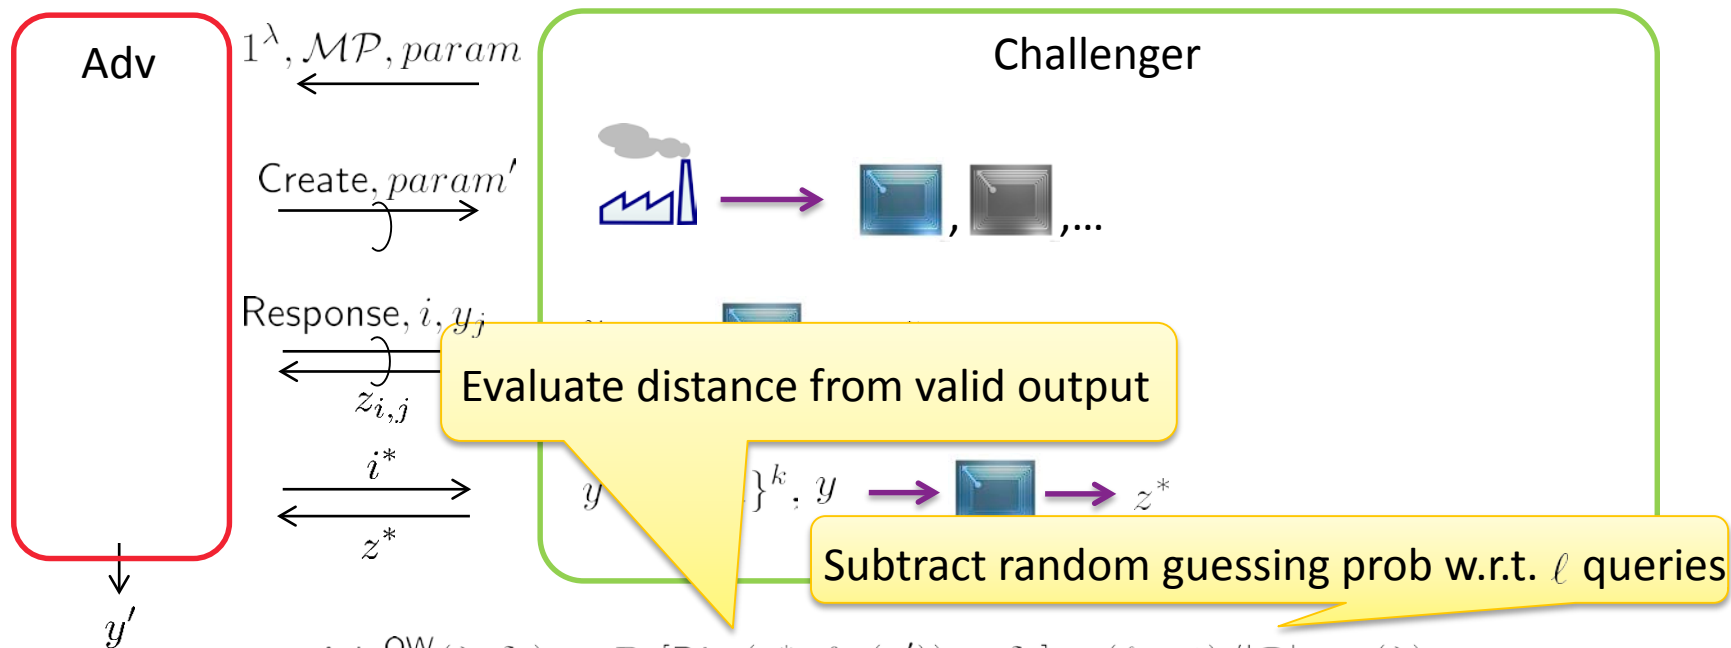 Adv
1^λ, MP, param
Challenger
Create, param′
, ,…
Response, i, y_j
z_{i,j}
Evaluate distance from valid output
i*
y }^k, y z*
z*
Subtract random guessing prob w.r.t. ℓ queries
y′